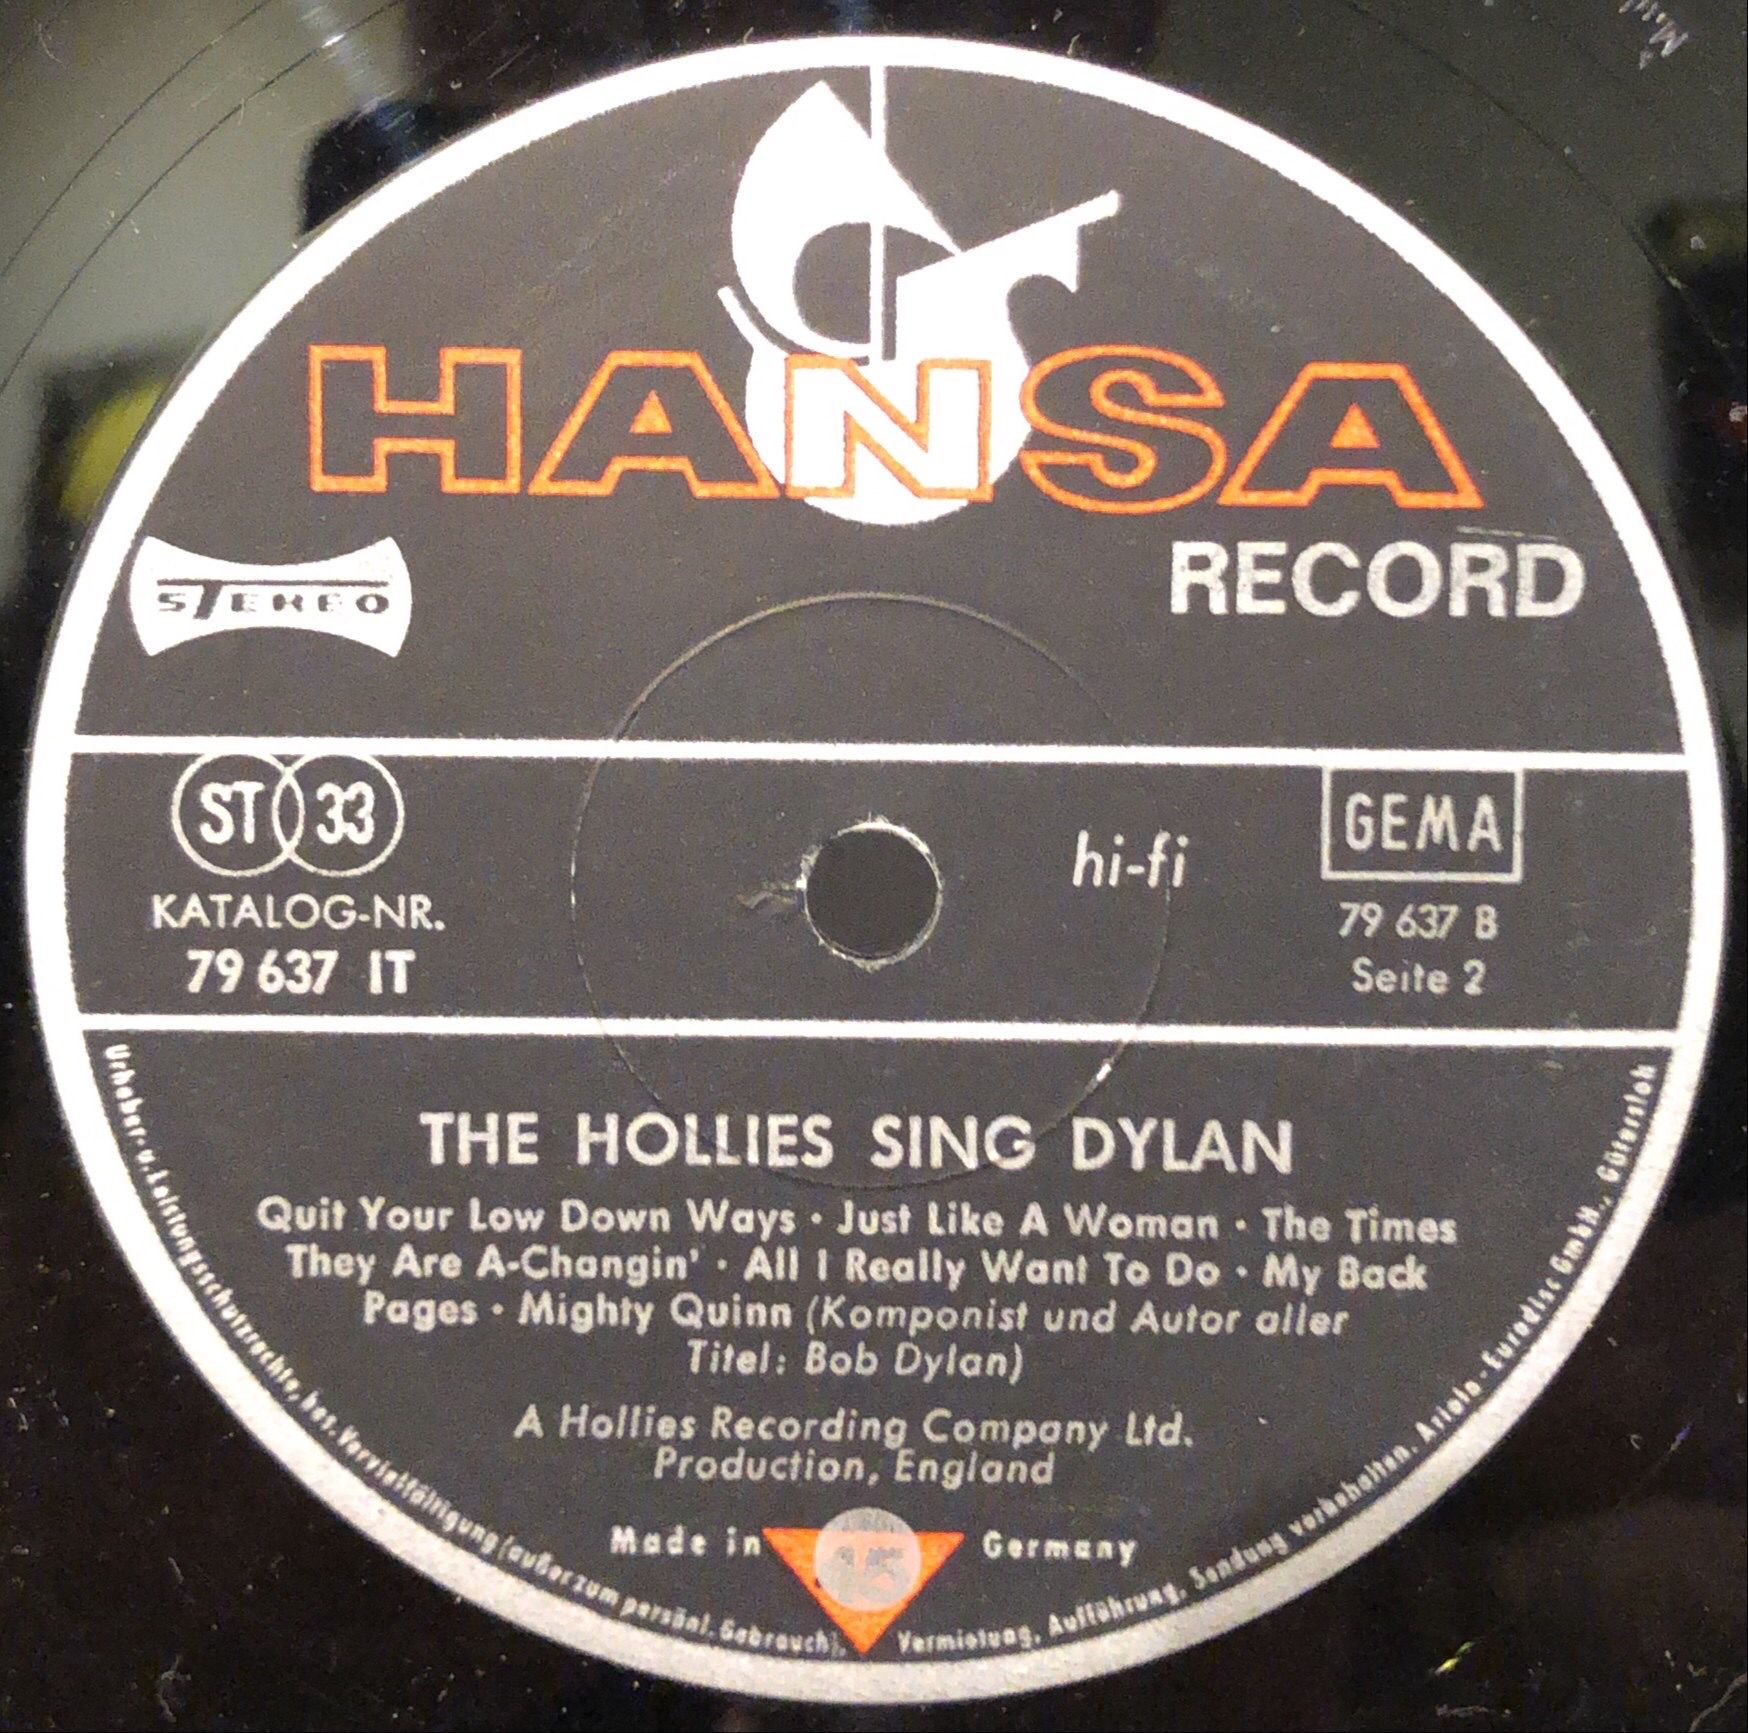 HANSA
RECORD
STEREO
ST 33
hi-fi
GEMA
KATALOG-NR.
79 637 B
79 637 IT
Seite 2
THE HOLLIES SING DYLAN
Quit Your Low Down Ways · Just Like A Woman · The Times
They Are A-Changin' · All I Really Want To Do · My Back
Pages · Mighty Quinn (Komponist und Autor aller
Titel: Bob Dylan)
A Hollies Recording Company Ltd.
Production, England
Made in Germany
Urheber- u. Leistungsschutzrechte, bes. Vervielfältigung (außer zum persönl. Gebrauch), Vermietung, Aufführung, Sendung vorbehalten. Ariola-Eurodisc GmbH., Gütersloh